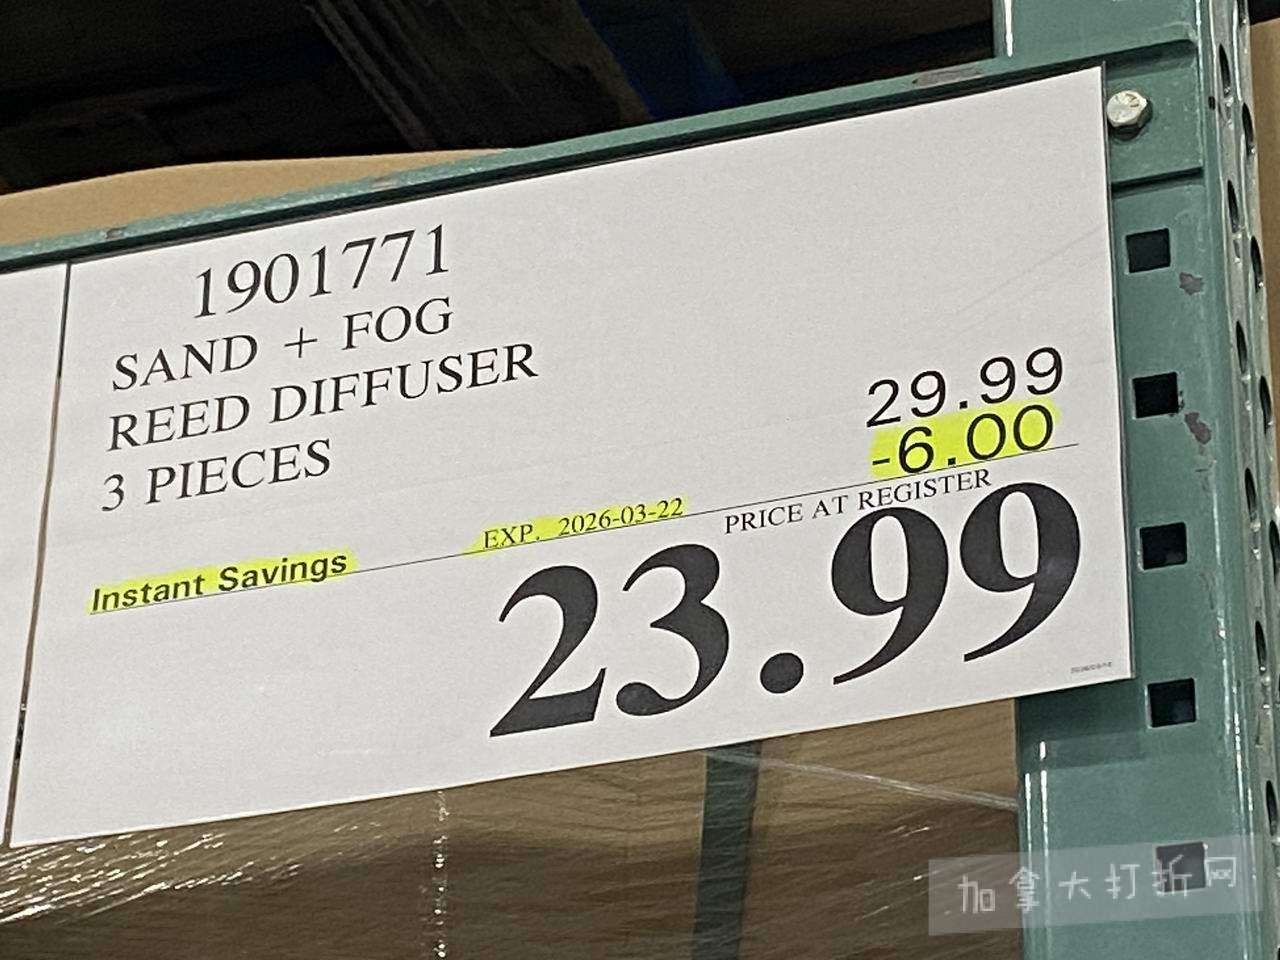 1901771
SAND + FOG
REED DIFFUSER
3 PIECES
29.99
-6.00
Instant Savings
EXP. 2026-03-22
PRICE AT REGISTER
23.99
加拿大打折网